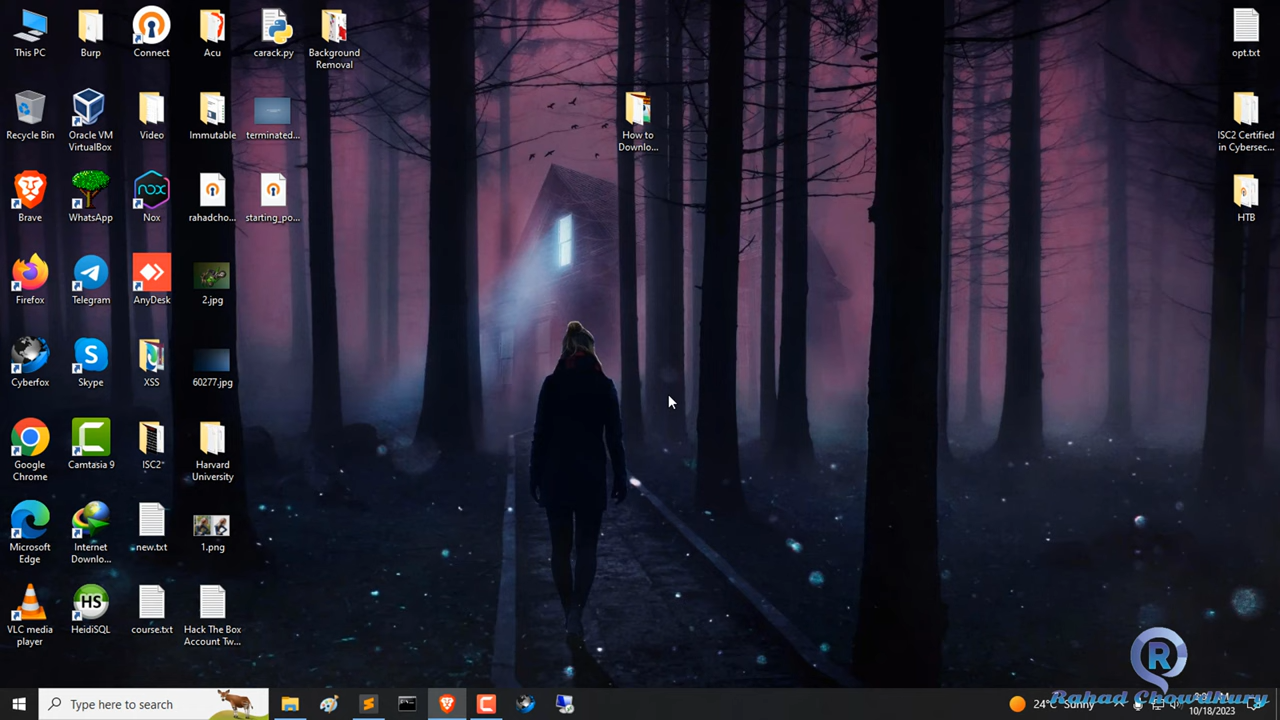 This PC
Burp
Connect
Acu
carack.py
Background
Removal
opt.txt
Recycle Bin
Oracle VM
VirtualBox
Video
Immutable
terminated...
How to
Downlo...
ISC2 Certified
in Cybersec...
Brave
WhatsApp
nox
Nox
rahadcho...
starting_po...
HTB
Firefox
Telegram
AnyDesk
2.jpg
Cyberfox
Skype
XSS
60277.jpg
Google
Chrome
Camtasia 9
ISC2
Harvard
University
Microsoft
Edge
Internet
Downlo...
new.txt
1.png
VLC media
player
HS
HeidiSQL
course.txt
Hack The Box
Account Tw...
R
Rahad Chowdhury
Type here to search
24°C Sunny
10/18/2023